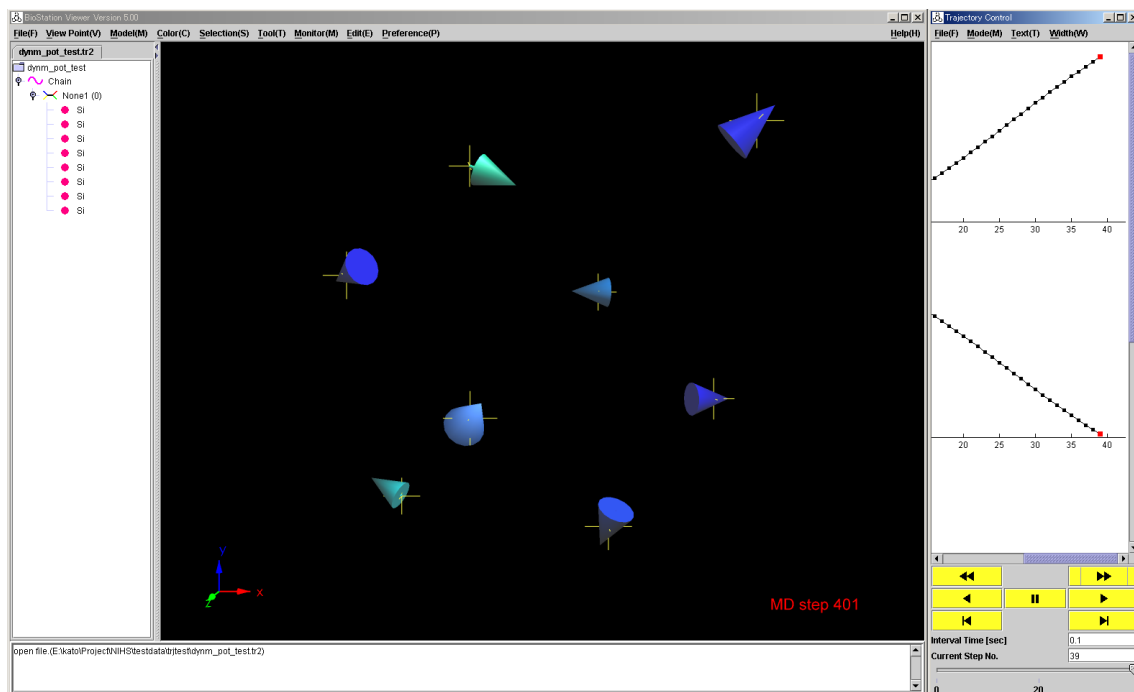 BioStation Viewer Version 5.00
File(F) View Point(V) Model(M) Color(C) Selection(S) Tool(T) Monitor(M) Edit(E) Preference(P) Help(H)
dynm_pot_test.tr2
dynm_pot_test
Chain
None1 (0)
Si
Si
Si
Si
Si
Si
Si
Si
Y
X
Z
MD step 401
open file.(E:\kato\Project\NIHS\testdata\trjtest\dynm_pot_test.tr2)
Trajectory Control
File(F) Mode(M) Text(T) Width(W)
20 25 30 35 40
20 25 30 35 40
Interval Time [sec] 0.1
Current Step No. 39
0 20